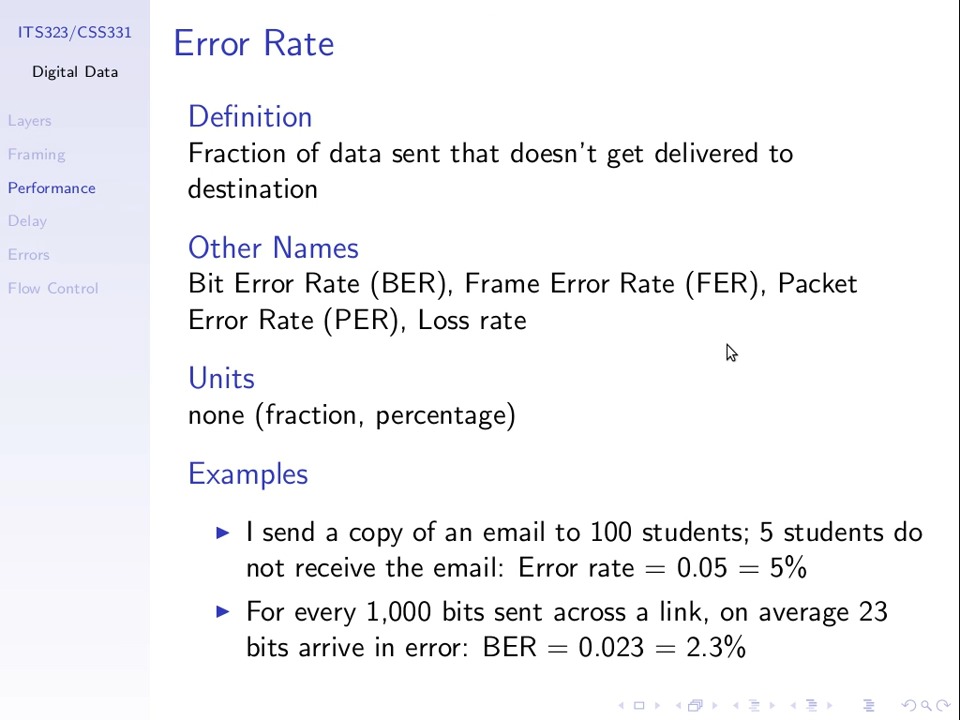 ITS323/CSS331
Digital Data
Layers
Framing
Performance
Delay
Errors
Flow Control
Error Rate
Definition
Fraction of data sent that doesn't get delivered to
destination
Other Names
Bit Error Rate (BER), Frame Error Rate (FER), Packet
Error Rate (PER), Loss rate
Units
none (fraction, percentage)
Examples
I send a copy of an email to 100 students; 5 students do
not receive the email: Error rate = 0.05 = 5%
For every 1,000 bits sent across a link, on average 23
bits arrive in error: BER = 0.023 = 2.3%